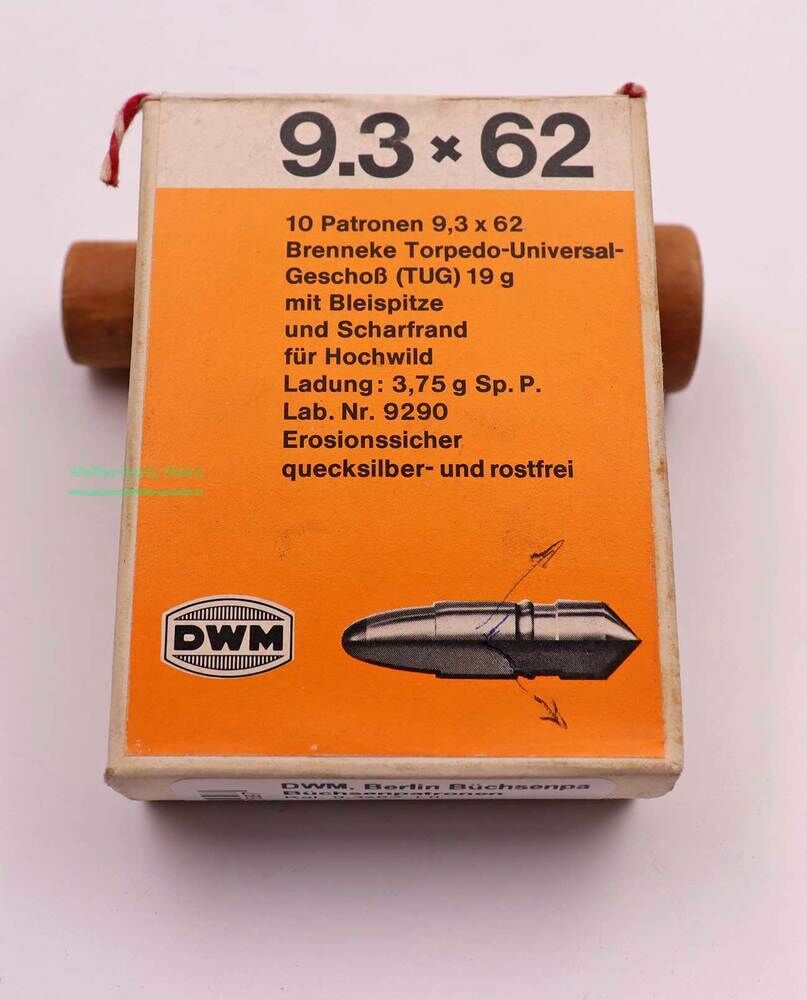 9.3 × 62
10 Patronen 9,3 x 62
Brenneke Torpedo-Universal-
Geschoß (TUG) 19 g
mit Bleispitze
und Scharfrand
für Hochwild
Ladung: 3,75 g Sp. P.
Lab. Nr. 9290
Erosionssicher
quecksilber- und rostfrei
DWM
DWM, Berlin Büchsenpa
Büchsenpatronen